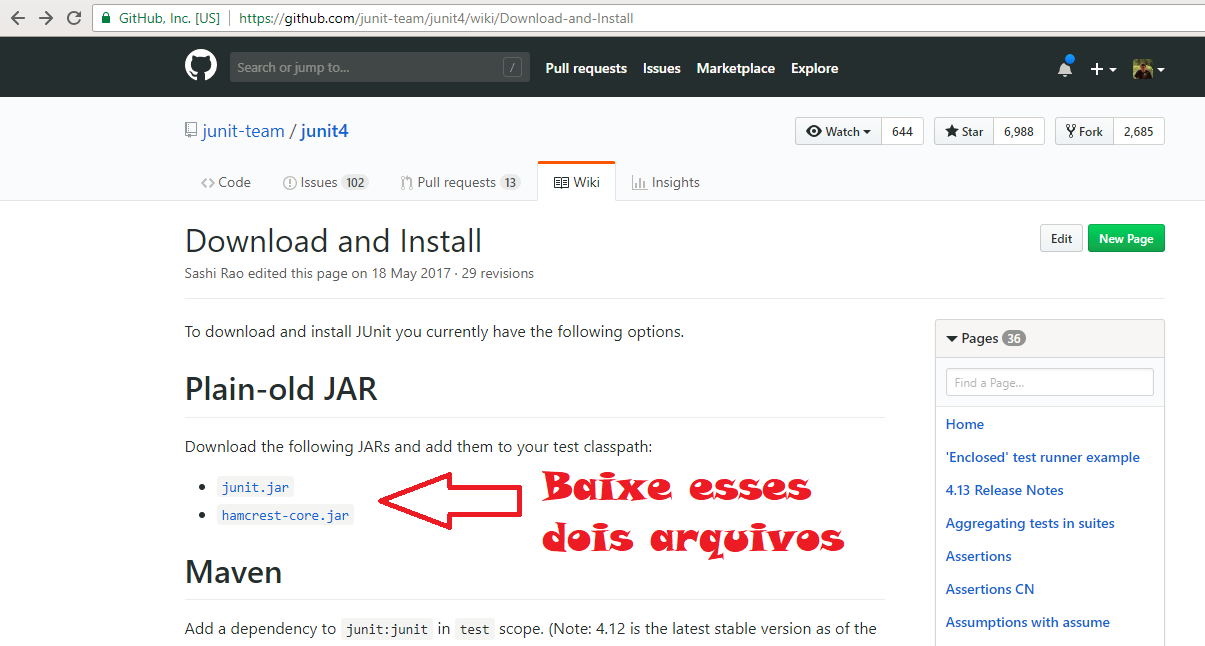 GitHub, Inc. [US] https://github.com/junit-team/junit4/wiki/Download-and-Install
Search or jump to... / Pull requests Issues Marketplace Explore
junit-team / junit4 Watch 644 Star 6,988 Fork 2,685
Code Issues 102 Pull requests 13 Wiki Insights
Download and Install Edit New Page
Sashi Rao edited this page on 18 May 2017 · 29 revisions
To download and install JUnit you currently have the following options.
Plain-old JAR
Download the following JARs and add them to your test classpath:
junit.jar
hamcrest-core.jar
Baixe esses
dois arquivos
Maven
Add a dependency to junit:junit in test scope. (Note: 4.12 is the latest stable version as of the
Pages 36
Find a Page...
Home
'Enclosed' test runner example
4.13 Release Notes
Aggregating tests in suites
Assertions
Assertions CN
Assumptions with assume